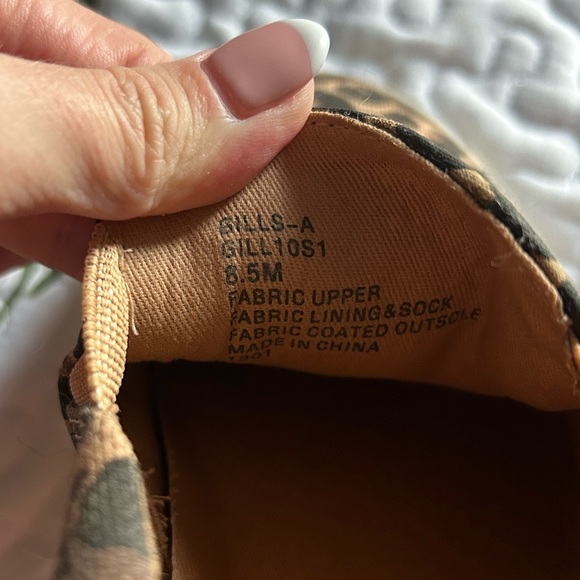 GILLS-A
GILL10S1
8.5M
FABRIC UPPER
FABRIC LINING&SOCK
FABRIC COATED OUTSOLE
MADE IN CHINA